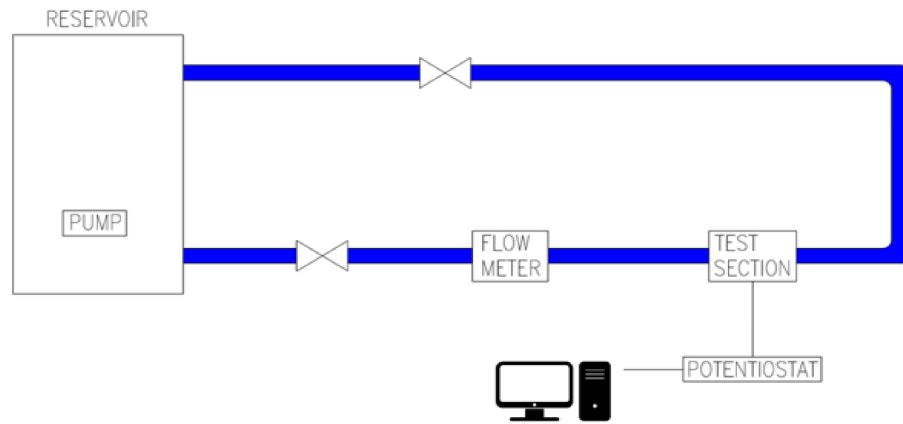 RESERVOIR
PUMP
FLOW
METER
TEST
SECTION
POTENTIOSTAT